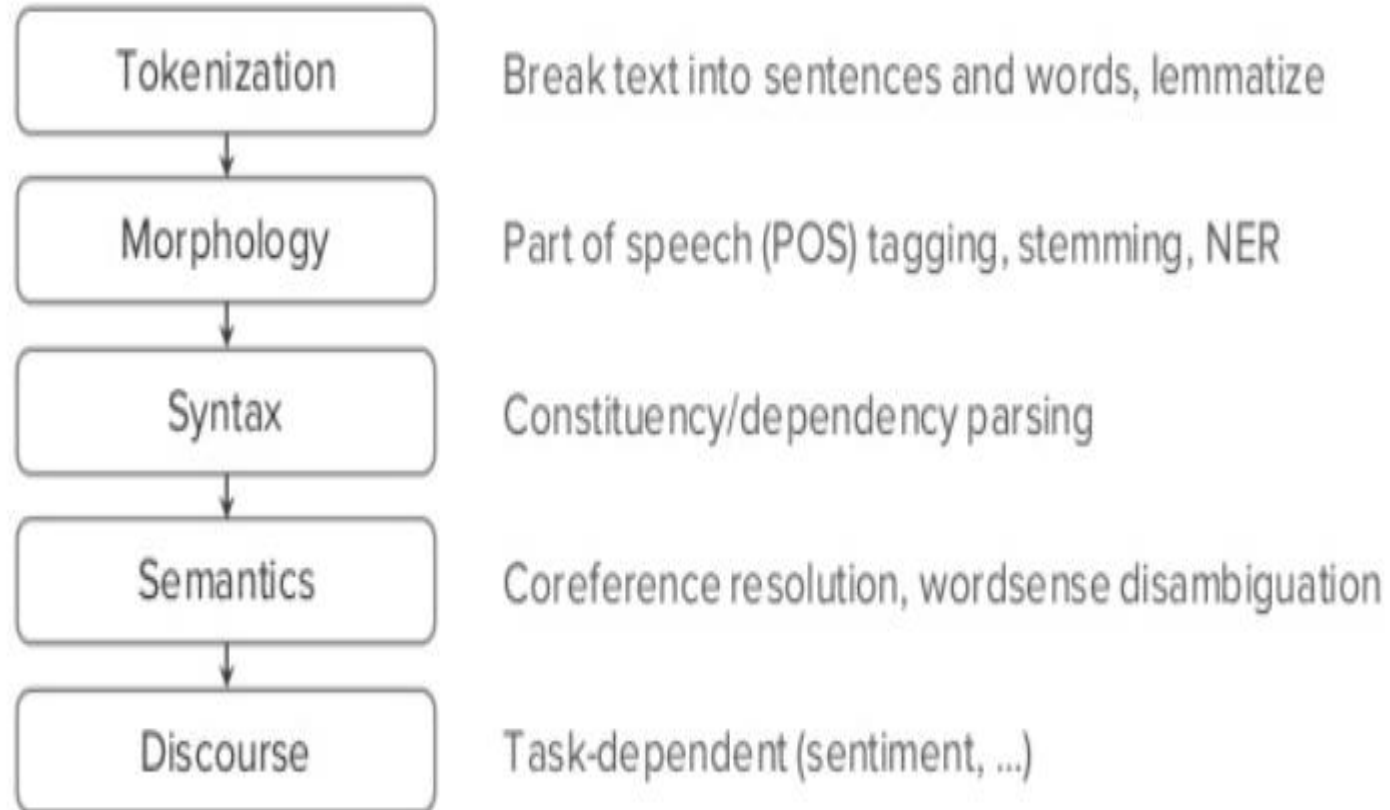 Tokenization
Break text into sentences and words, lemmatize
Morphology
Part of speech (POS) tagging, stemming, NER
Syntax
Constituency/dependency parsing
Semantics
Coreference resolution, wordsense disambiguation
Discourse
Task-dependent (sentiment, ...)